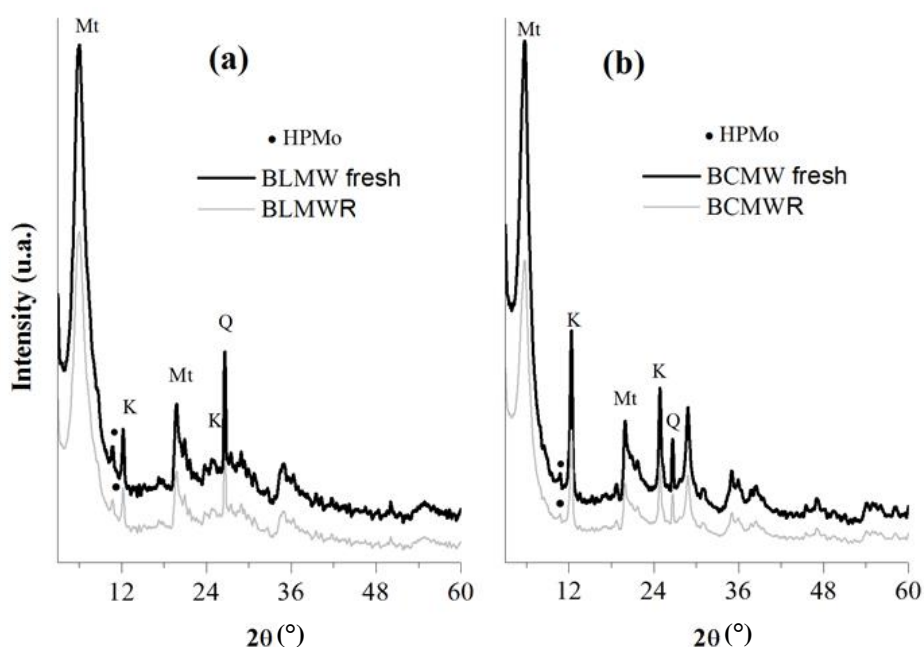 Mt
(a)
• HPMo
BLMW fresh
BLMWR
Q
Mt
K
K
Intensity (u.a.)
12
24
36
48
60
2θ (°)
Mt
(b)
• HPMo
BCMW fresh
BCMWR
K
K
Mt
Q
12
24
36
48
60
2θ (°)